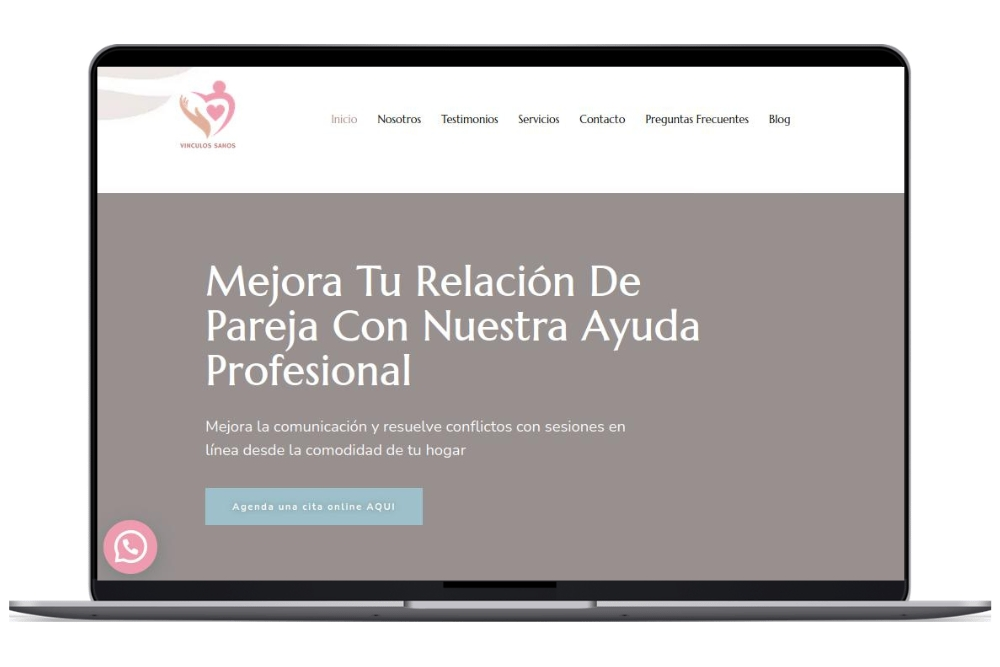 VINCULOS SANOS
Inicio Nosotros Testimonios Servicios Contacto Preguntas Frecuentes Blog
Mejora Tu Relación De
Pareja Con Nuestra Ayuda
Profesional
Mejora la comunicación y resuelve conflictos con sesiones en
línea desde la comodidad de tu hogar
Agenda una cita online AQUI